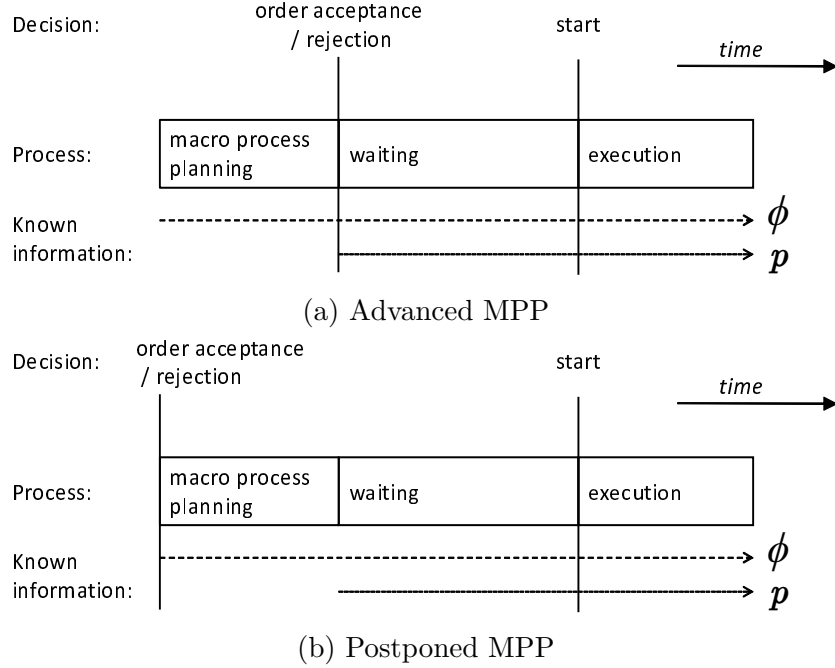 Decision:
order acceptance
/ rejection
start
time
Process:
macro process
planning
waiting
execution
Known
information:
ϕ
p
(a) Advanced MPP
Decision:
order acceptance
/ rejection
start
time
Process:
macro process
planning
waiting
execution
Known
information:
ϕ
p
(b) Postponed MPP